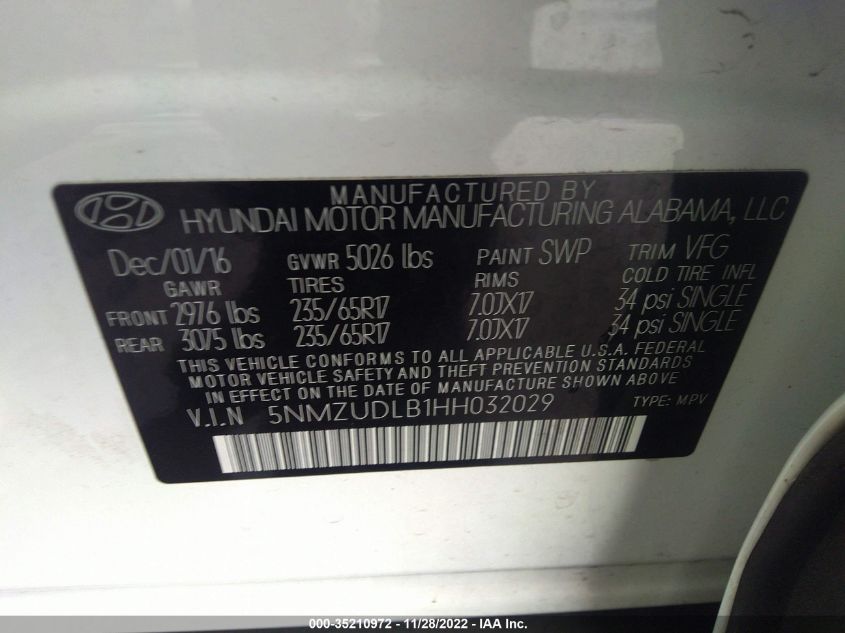 MANUFACTURED BY
HYUNDAI MOTOR MANUFACTURING ALABAMA, LLC
Dec/01/16 GVWR 5026 lbs PAINT SWP TRIM VFG
GAWR TIRES RIMS COLD TIRE INFL
FRONT 2976 lbs 235/65R17 7.0JX17 34 psi SINGLE
REAR 3075 lbs 235/65R17 7.0JX17 34 psi SINGLE
THIS VEHICLE CONFORMS TO ALL APPLICABLE U.S.A. FEDERAL
MOTOR VEHICLE SAFETY AND THEFT PREVENTION STANDARDS
IN EFFECT ON THE DATE OF MANUFACTURE SHOWN ABOVE
V.I.N 5NMZUDLB1HH032029 TYPE: MPV
000-35210972 - 11/28/2022 - IAA Inc.